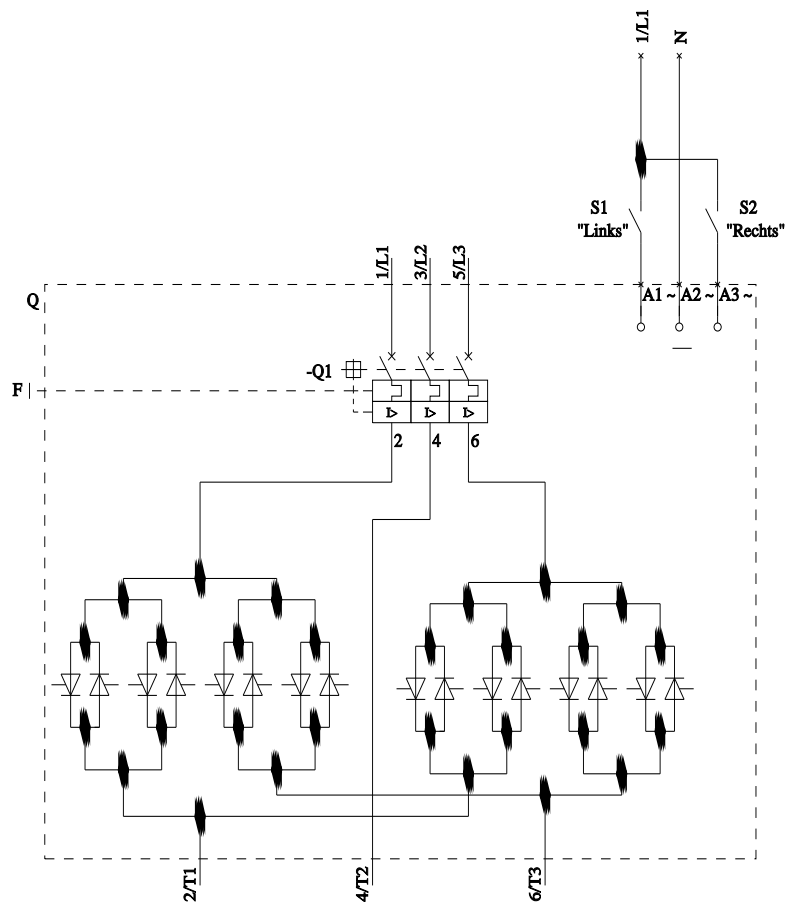 1/L1
N
S1
"Links"
S2
"Rechts"
1/L1
3/L2
5/L3
Q
A1 ~
A2 ~
A3 ~
-Q1
F
I>
I>
I>
2
4
6
2/T1
4/T2
6/T3